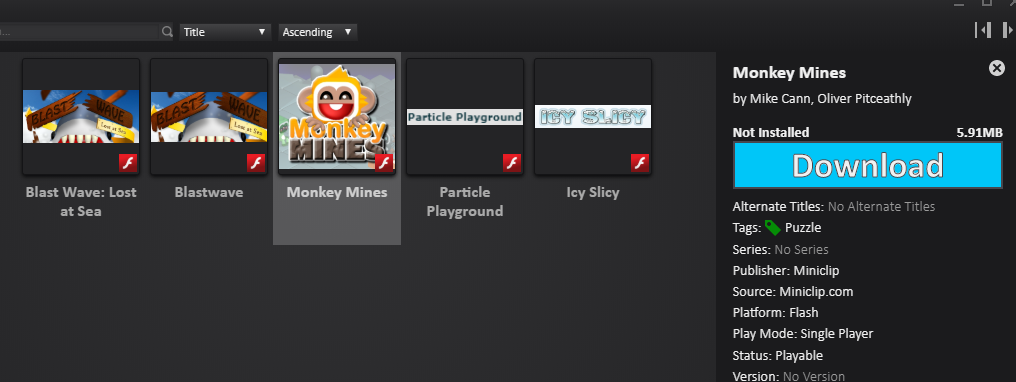 Title
Ascending
BLAST WAVE
Lost at Sea
BLAST WAVE
Lost at Sea
Monkey
MINES
Particle Playground
ICY SLICY
Blast Wave: Lost
at Sea
Blastwave
Monkey Mines
Particle
Playground
Icy Slicy
Monkey Mines
by Mike Cann, Oliver Pitceathly
Not Installed 5.91MB
Download
Alternate Titles: No Alternate Titles
Tags: Puzzle
Series: No Series
Publisher: Miniclip
Source: Miniclip.com
Platform: Flash
Play Mode: Single Player
Status: Playable
Version: No Version